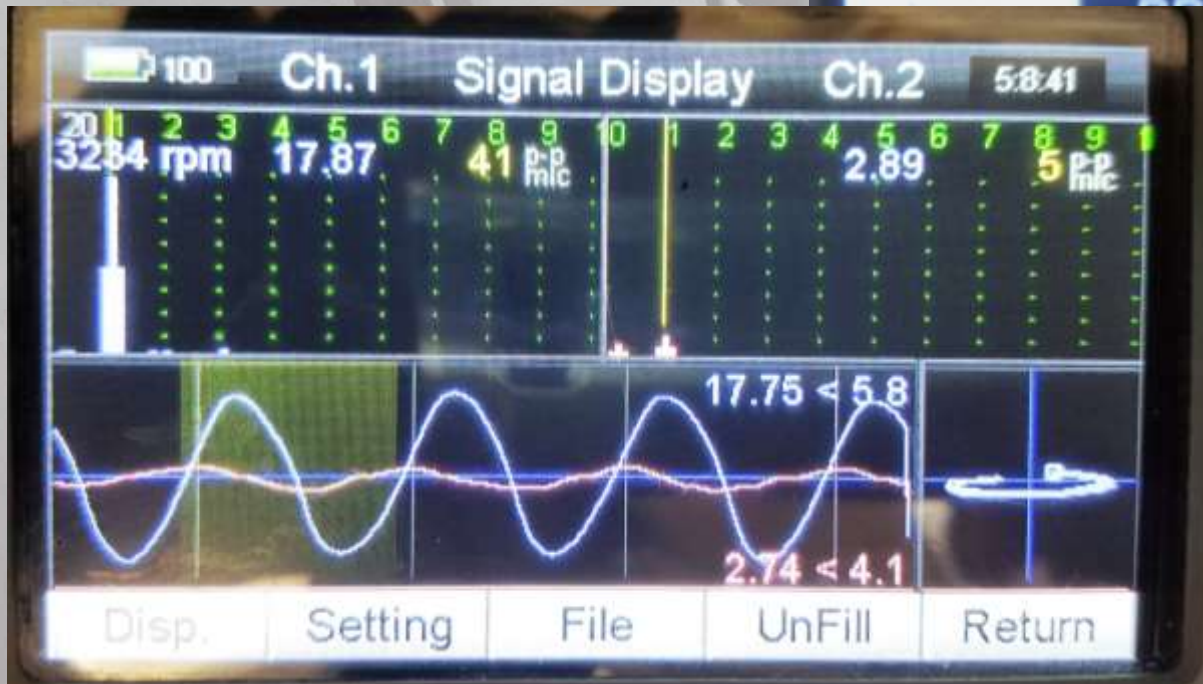 100 Ch.1 Signal Display Ch.2 5:8:41
20 1 2 3 4 5 6 7 8 9 10 1 2 3 4 5 6 7 8 9
rpm 17.87 41 p-p mic 2.89 5 p-p mic
17.75 < 5.8
2.74 < 4.1
Disp. Setting File UnFill Return